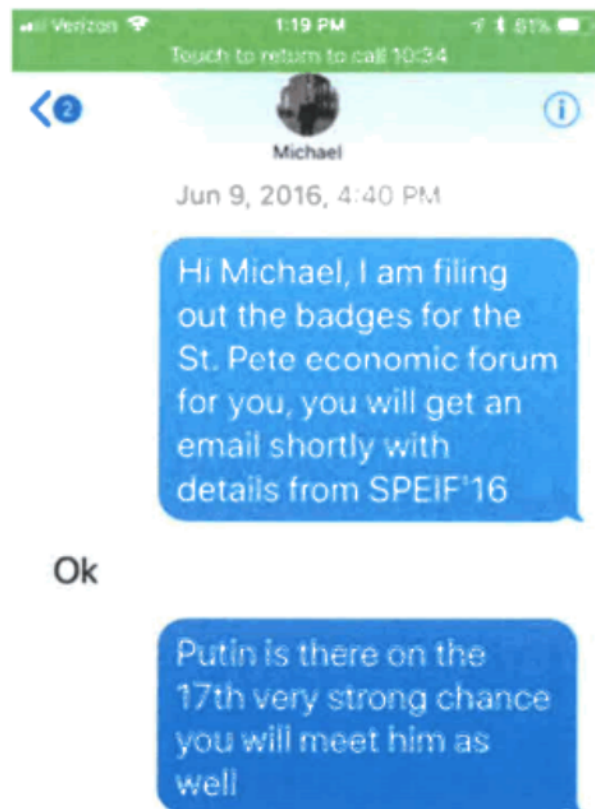 Verizon 1:19 PM 61%
Touch to return to call 10:34
2
Michael
Jun 9, 2016, 4:40 PM
Hi Michael, I am filing
out the badges for the
St. Pete economic forum
for you, you will get an
email shortly with
details from SPEIF'16
Ok
Putin is there on the
17th very strong chance
you will meet him as
well